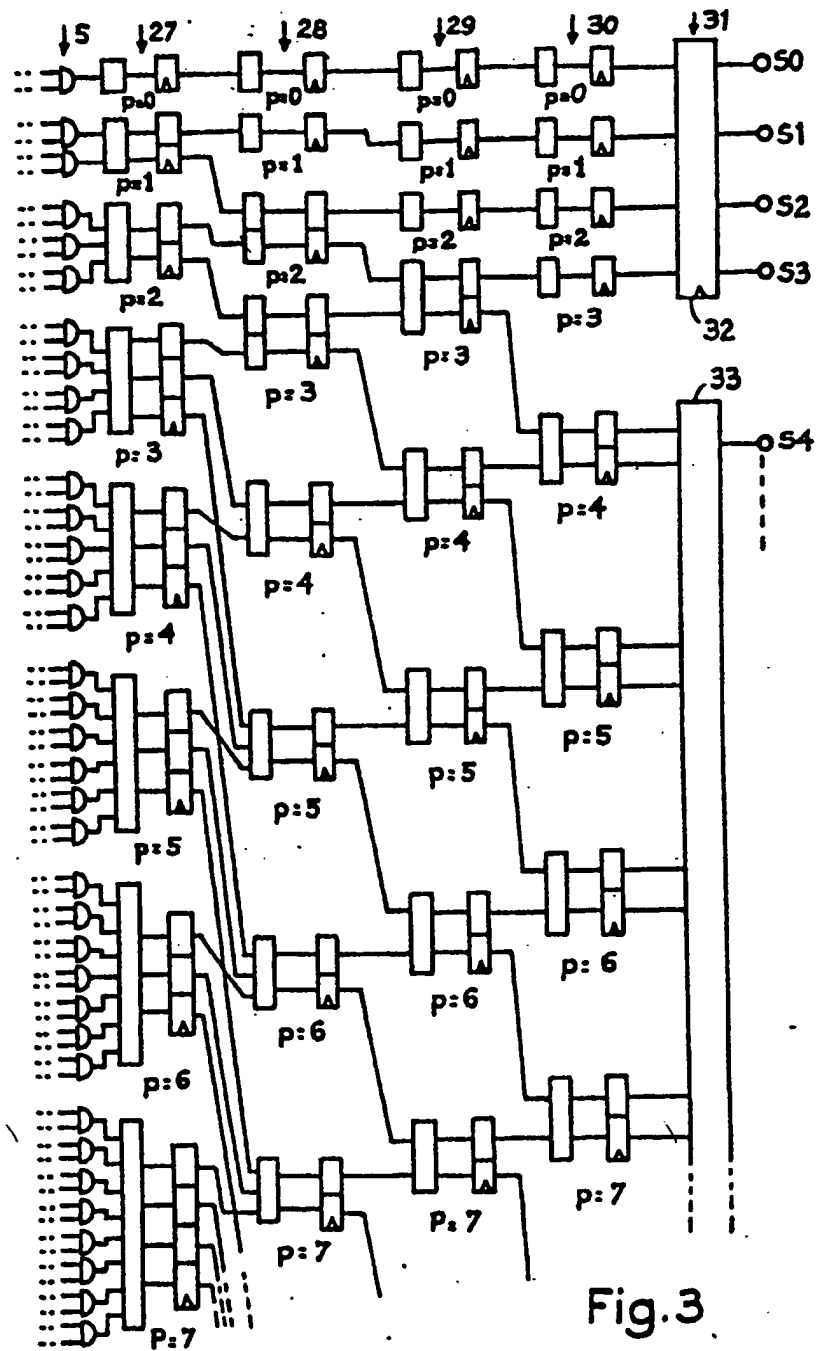 5 27 28 29 30 31
S0
p=0 p=0 p=0 p=0
S1
p=1 p=1 p=1 p=1
S2
p=2 p=2 p=2 p=2
S3
p=3 p=3 p=3 p=3
32
33
S4
p=4 p=4 p=4 p=4
p=5 p=5 p=5 p=5
p=6 p=6 p=6 p=6
p=7 p=7 p=7 p=7
Fig.3